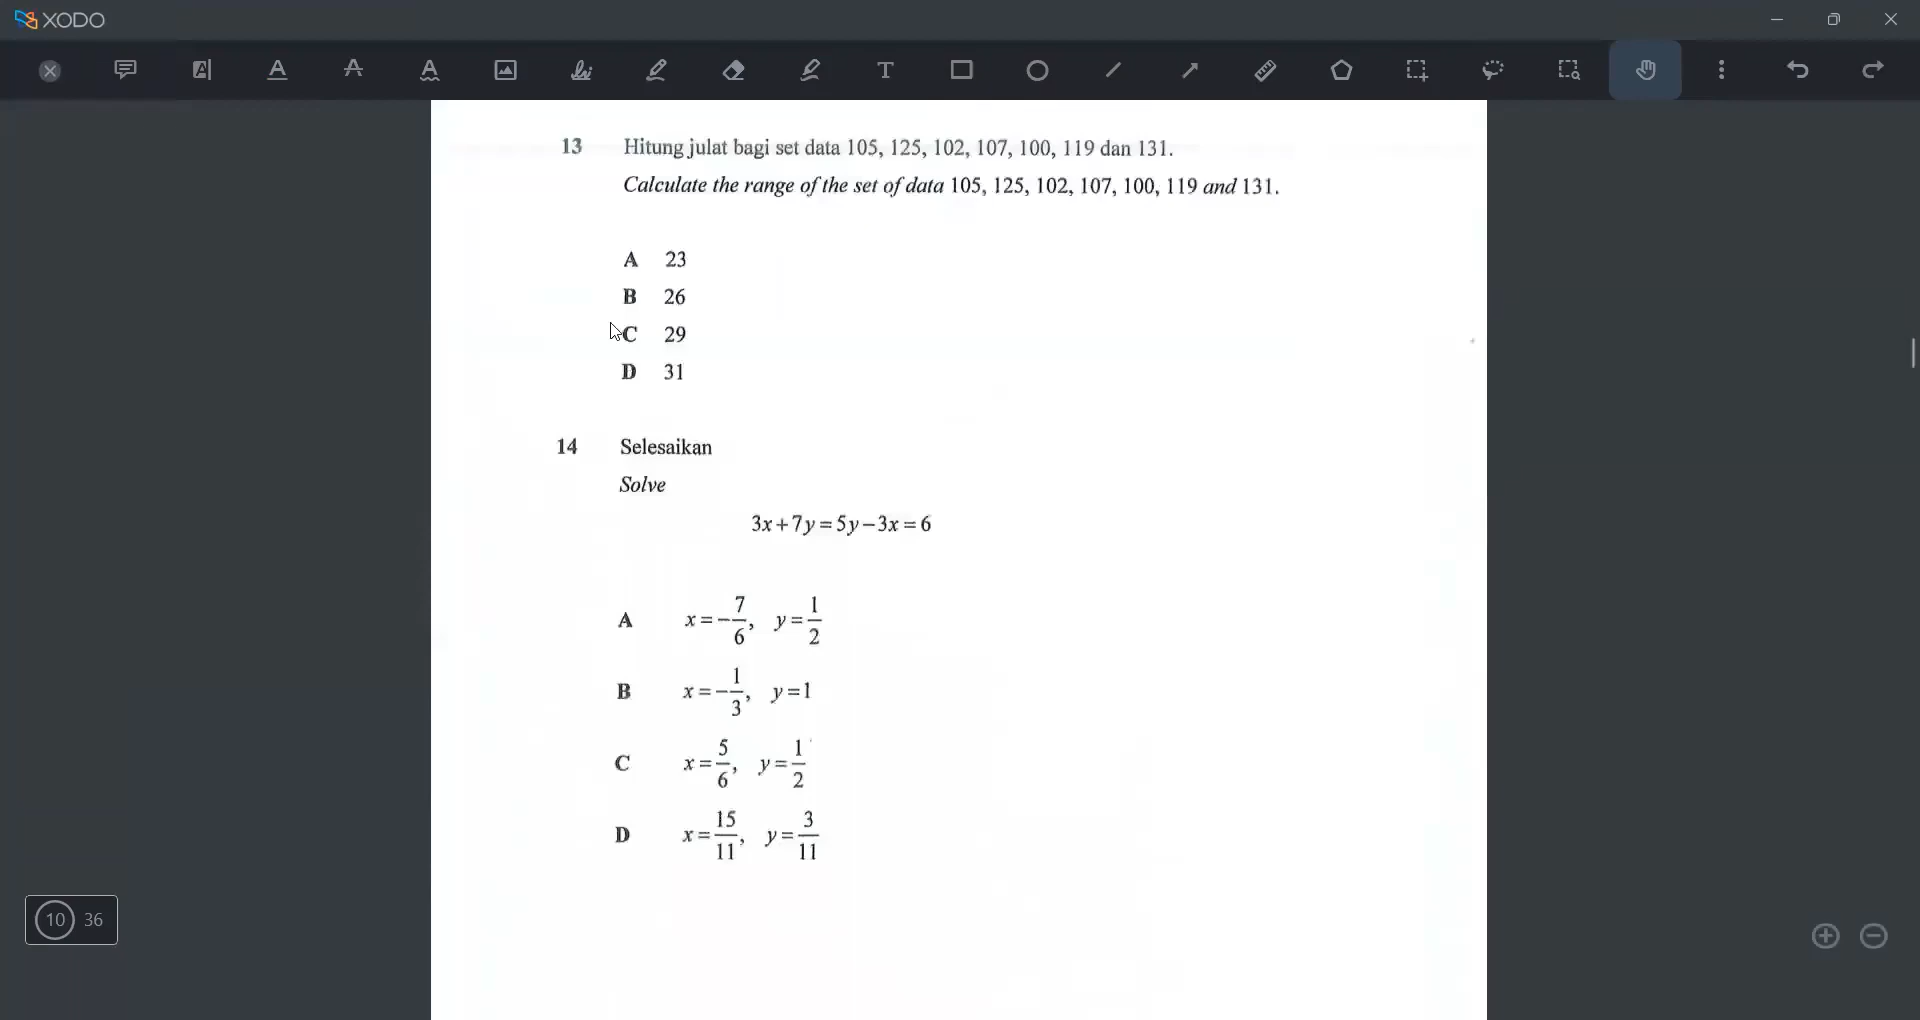 XODO
13 Hitung julat bagi set data 105, 125, 102, 107, 100, 119 dan 131.
Calculate the range of the set of data 105, 125, 102, 107, 100, 119 and 131.
A 23
B 26
C 29
D 31
14 Selesaikan
Solve
3x+7y=5y−3x=6
A x=−7/6, y=1/2
B x=−1/3, y=1
C x=5/6, y=1/2
D x=15/11, y=3/11
10 36